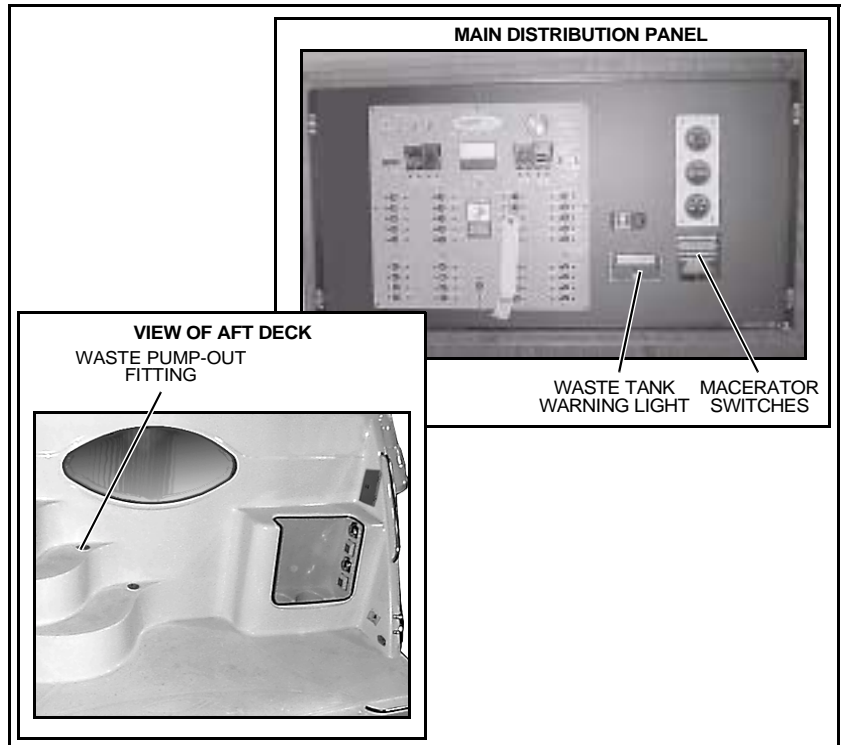 MAIN DISTRIBUTION PANEL
WASTE TANK
WARNING LIGHT
MACERATOR
SWITCHES
VIEW OF AFT DECK
WASTE PUMP-OUT
FITTING